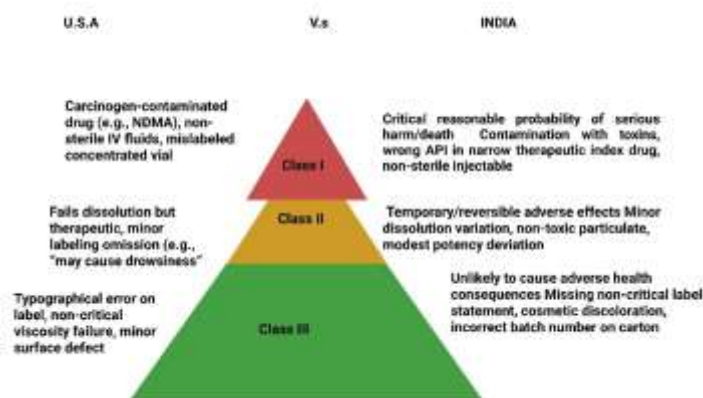 U.S.A V.s INDIA
Carcinogen-contaminated
drug (e.g., NDMA), non-
sterile IV fluids, mislabeled
concentrated vial
Critical reasonable probability of serious
harm/death Contamination with toxins,
wrong API in narrow therapeutic index drug,
non-sterile injectable
Class I
Fails dissolution but
therapeutic, minor
labeling omission (e.g.,
"may cause drowsiness"
Class II
Temporary/reversible adverse effects Minor
dissolution variation, non-toxic particulate,
modest potency deviation
Typographical error on
label, non-critical
viscosity failure, minor
surface defect
Class III
Unlikely to cause adverse health
consequences Missing non-critical label
statement, cosmetic discoloration,
incorrect batch number on carton